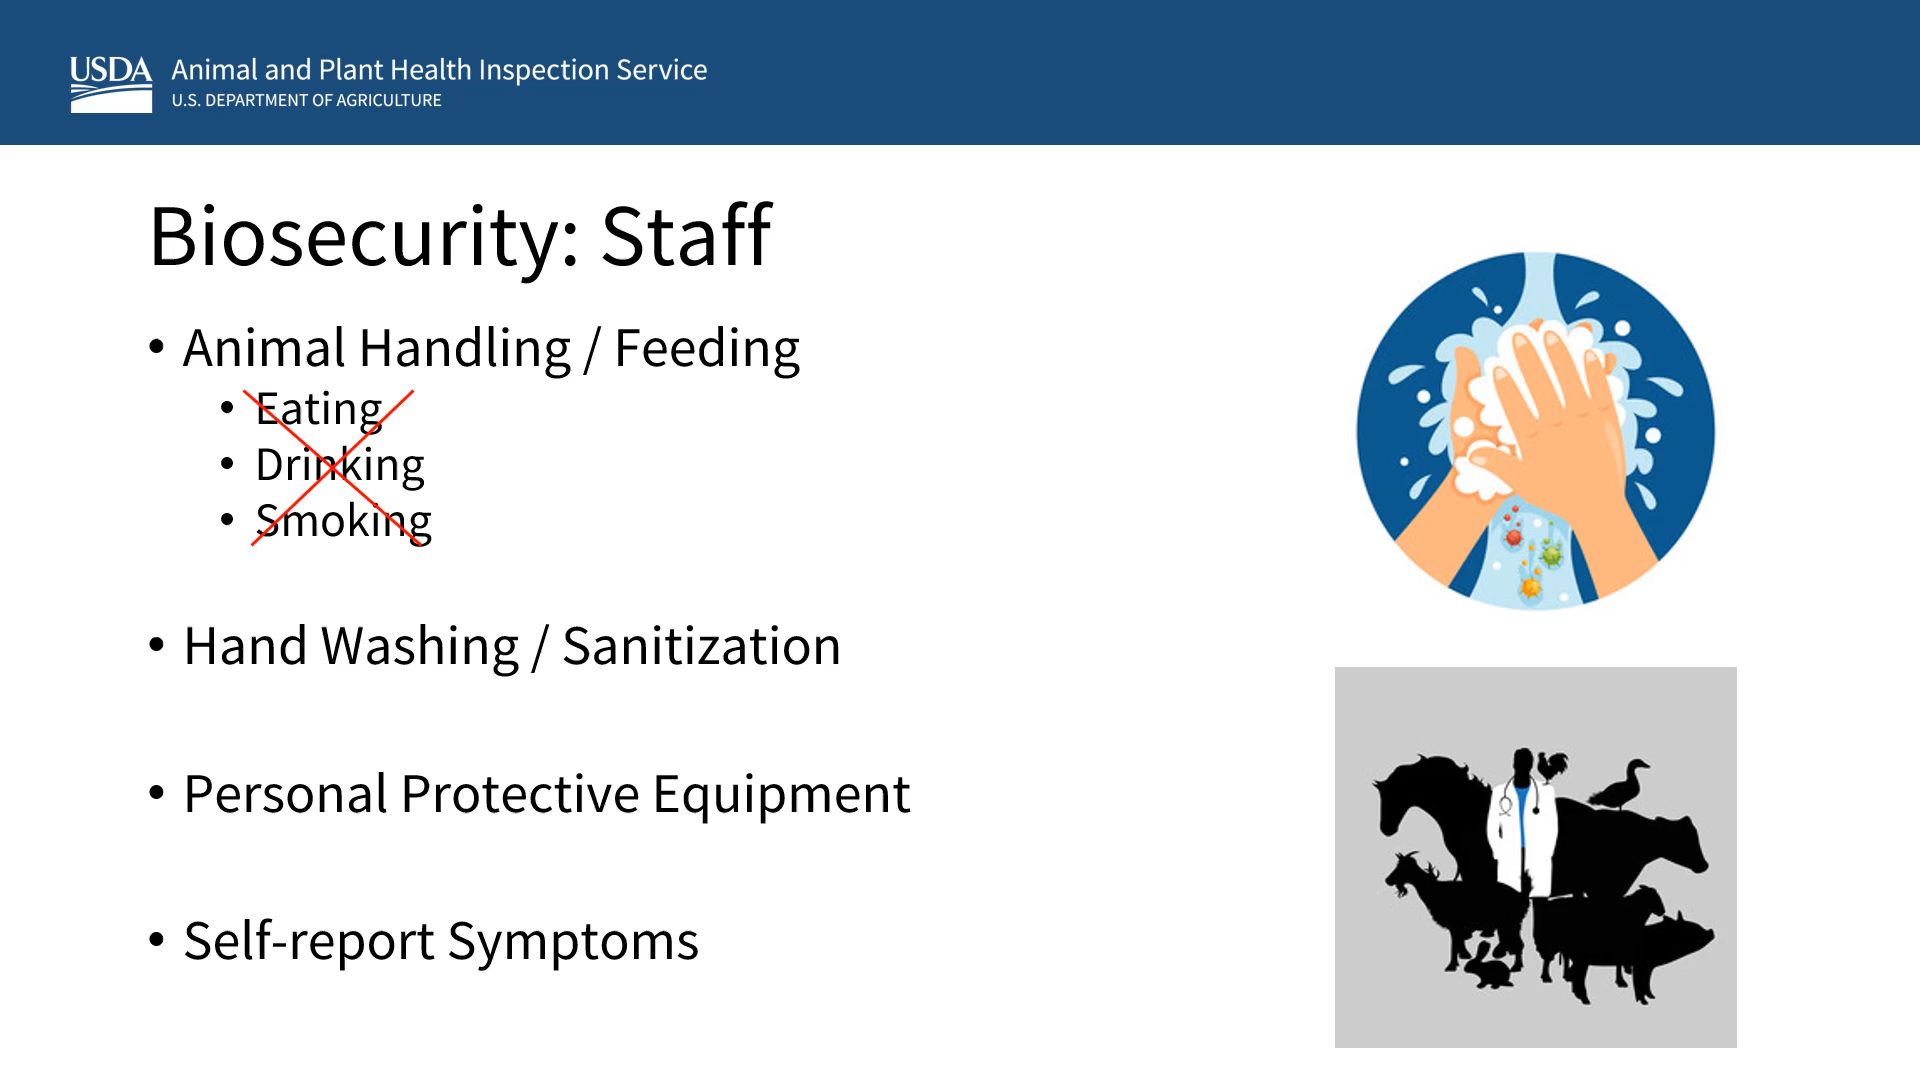 USDA Animal and Plant Health Inspection Service
U.S. DEPARTMENT OF AGRICULTURE
Biosecurity: Staff
• Animal Handling / Feeding
• Eating
• Drinking
• Smoking
• Hand Washing / Sanitization
• Personal Protective Equipment
• Self-report Symptoms